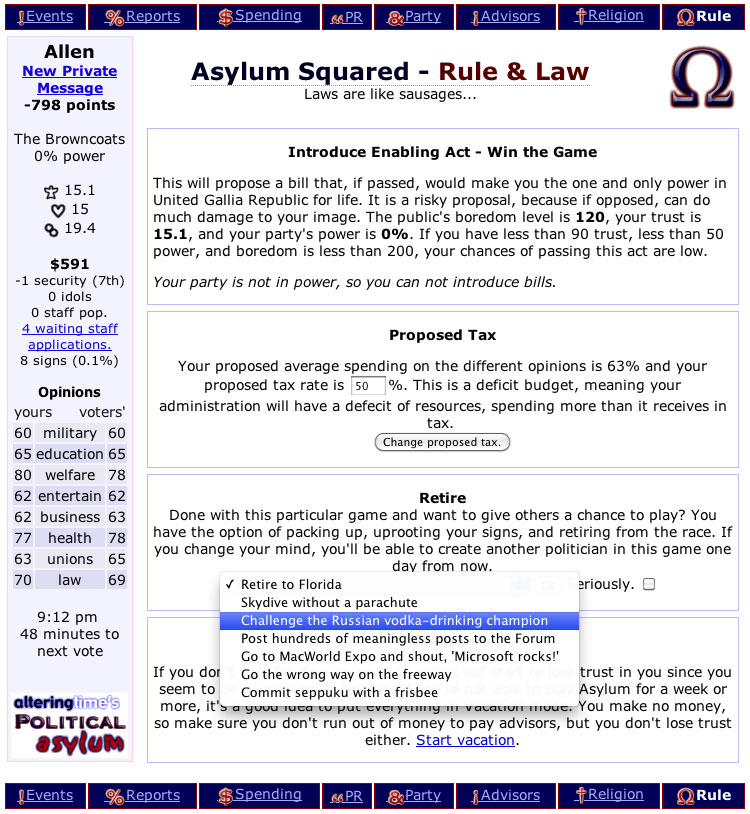 Events Reports Spending PR Party Advisors Religion Rule
Allen
New Private
Message
-798 points
The Browncoats
0% power
15.1
15
19.4
$591
-1 security (7th)
0 idols
0 staff pop.
4 waiting staff
applications.
8 signs (0.1%)
Opinions
yours voters'
60 military 60
65 education 65
80 welfare 78
62 entertain 62
62 business 63
77 health 78
63 unions 65
70 law 69
9:12 pm
48 minutes to
next vote
alteringtime's
POLITICAL
asylum
Asylum Squared - Rule & Law
Laws are like sausages...
Introduce Enabling Act - Win the Game
This will propose a bill that, if passed, would make you the one and only power in
United Gallia Republic for life. It is a risky proposal, because if opposed, can do
much damage to your image. The public's boredom level is 120, your trust is
15.1, and your party's power is 0%. If you have less than 90 trust, less than 50
power, and boredom is less than 200, your chances of passing this act are low.
Your party is not in power, so you can not introduce bills.
Proposed Tax
Your proposed average spending on the different opinions is 63% and your
proposed tax rate is 50 %. This is a deficit budget, meaning your
administration will have a defecit of resources, spending more than it receives in
tax.
Change proposed tax.
Retire
Done with this particular game and want to give others a chance to play? You
have the option of packing up, uprooting your signs, and retiring from the race. If
you change your mind, you'll be able to create another politician in this game one
day from now.
✓ Retire to Florida
Seriously.
Skydive without a parachute
Challenge the Russian vodka-drinking champion
Post hundreds of meaningless posts to the Forum
Go to MacWorld Expo and shout, 'Microsoft rocks!'
Go the wrong way on the freeway
Commit seppuku with a frisbee
If you don't trust in you since you
seem to be Asylum for a week or
more, it's a good idea to put everything in vacation mode. You make no money,
so make sure you don't run out of money to pay advisors, but you don't lose trust
either. Start vacation.
Events Reports Spending PR Party Advisors Religion Rule